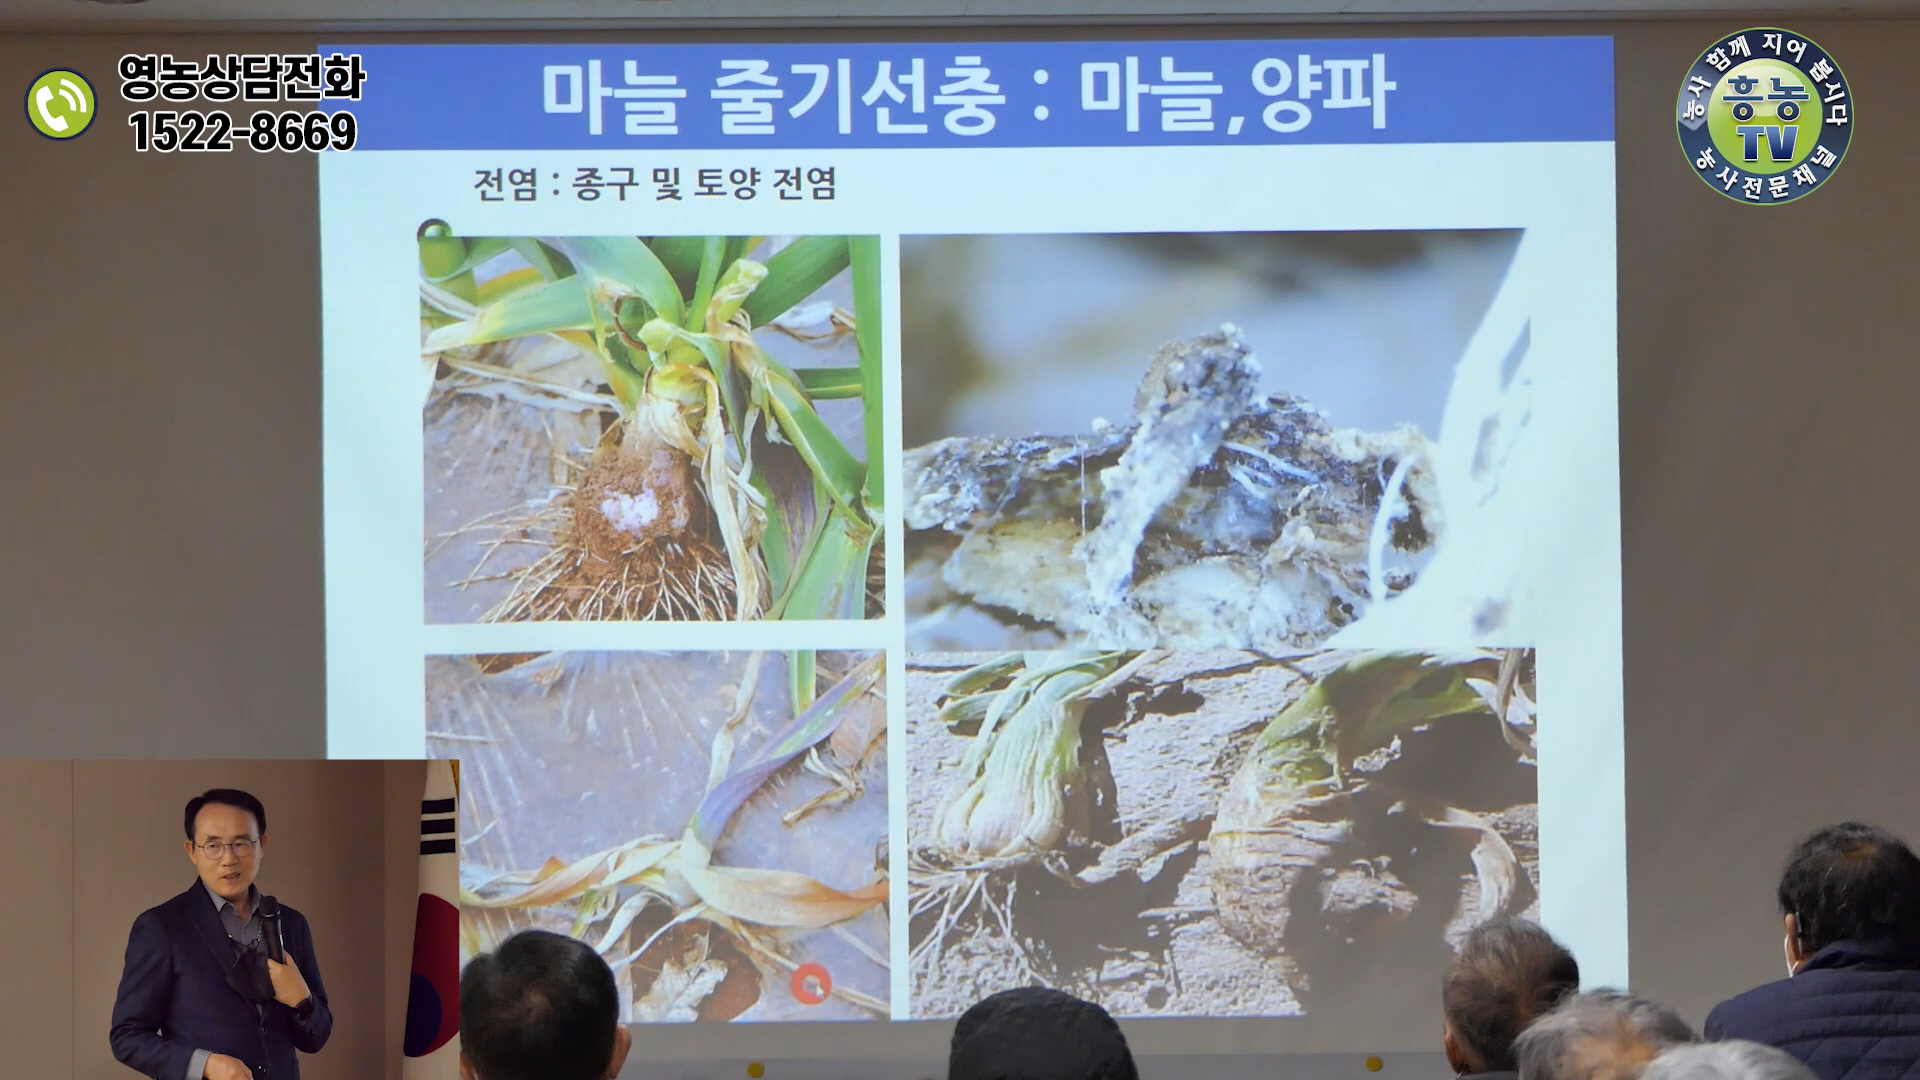 영농상담전화
1522-8669
마늘 줄기선충 : 마늘,양파
전염 : 종구 및 토양 전염
농사 함께 지어 봅시다
흥농
TV
농사전문채널